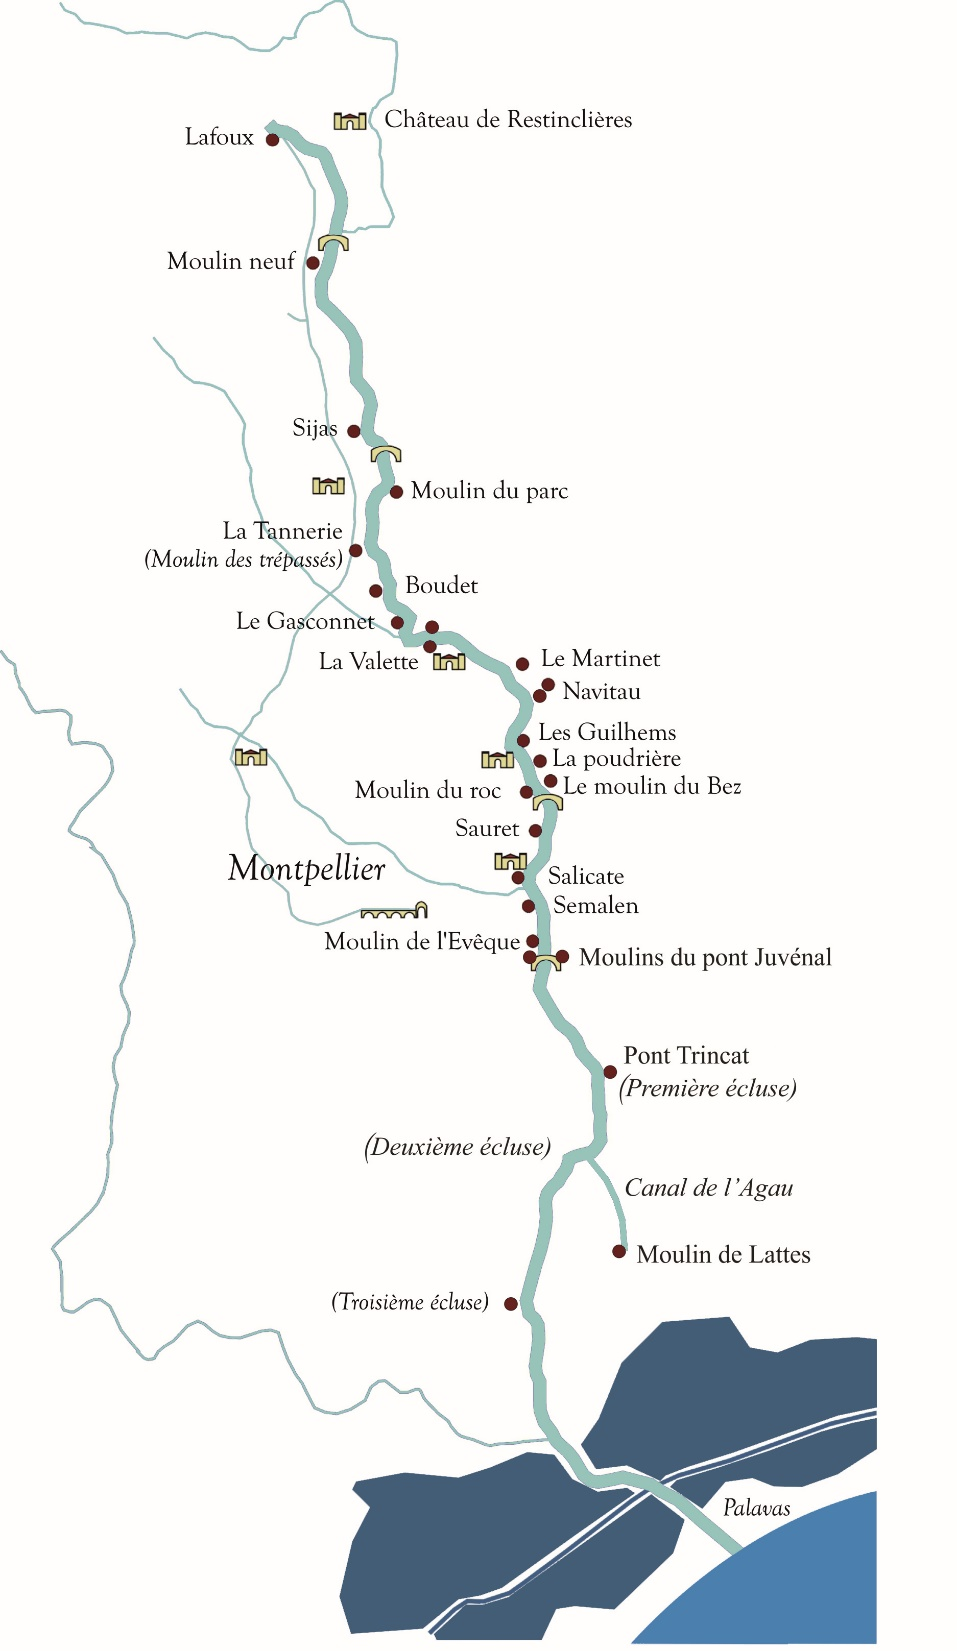 Château de Restinclières
Lafoux
Moulin neuf
Sijas
Moulin du parc
La Tannerie
(Moulin des trépassés)
Boudet
Le Gasconnet
La Valette
Le Martinet
Navitau
Les Guilhems
La poudrière
Le moulin du Bez
Moulin du roc
Sauret
Montpellier
Salicate
Semalen
Moulin de l'Evêque
Moulins du pont Juvénal
Pont Trincat
(Première écluse)
(Deuxième écluse)
Canal de l’Agau
Moulin de Lattes
(Troisième écluse)
Palavas